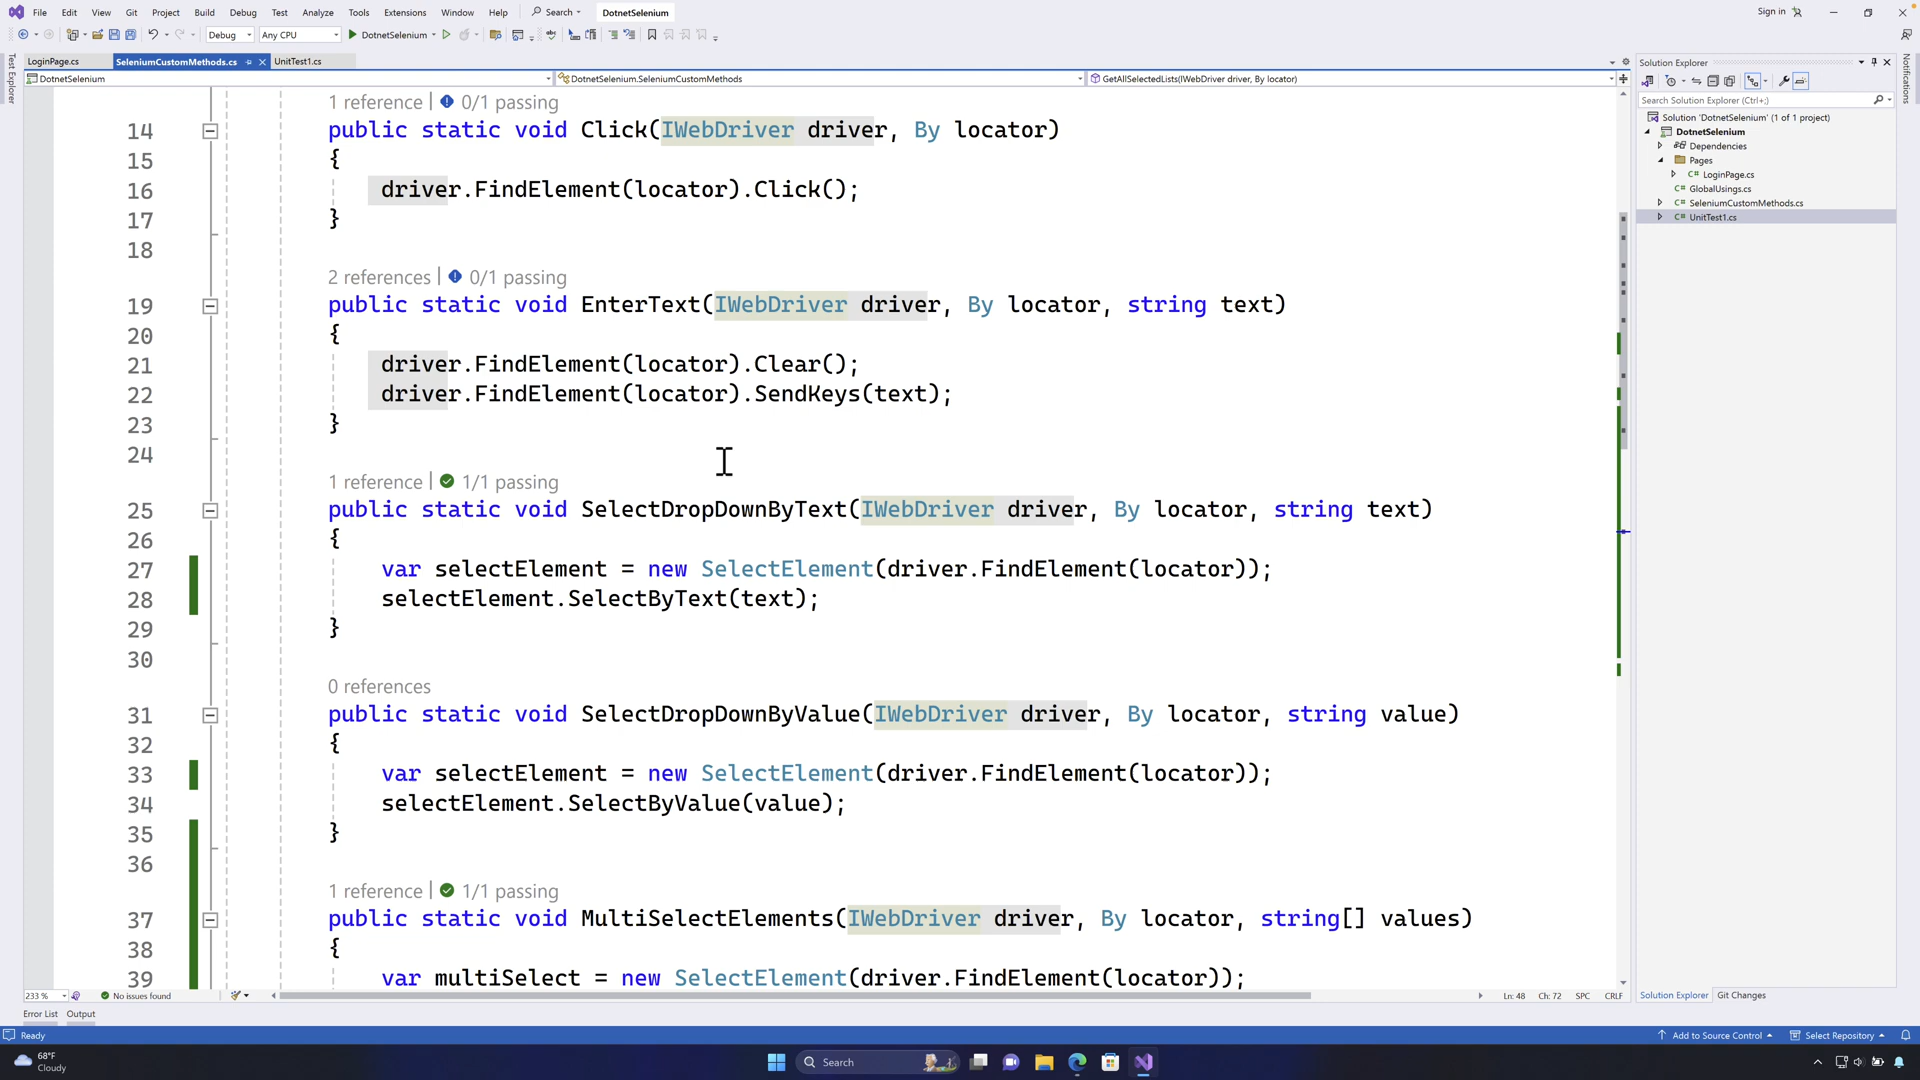 File Edit View Git Project Build Debug Test Analyze Tools Extensions Window Help Search DotnetSelenium Sign in
Debug Any CPU DotnetSelenium
Test Explorer
LoginPage.cs SeleniumCustomMethods.cs UnitTest1.cs
DotnetSelenium DotnetSelenium.SeleniumCustomMethods GetAllSelectedLists(IWebDriver driver, By locator)
1 reference | 0/1 passing
14 public static void Click(IWebDriver driver, By locator)
15 {
16 driver.FindElement(locator).Click();
17 }
18
2 references | 0/1 passing
19 public static void EnterText(IWebDriver driver, By locator, string text)
20 {
21 driver.FindElement(locator).Clear();
22 driver.FindElement(locator).SendKeys(text);
23 }
24
1 reference | 1/1 passing
25 public static void SelectDropDownByText(IWebDriver driver, By locator, string text)
26 {
27 var selectElement = new SelectElement(driver.FindElement(locator));
28 selectElement.SelectByText(text);
29 }
30
0 references
31 public static void SelectDropDownByValue(IWebDriver driver, By locator, string value)
32 {
33 var selectElement = new SelectElement(driver.FindElement(locator));
34 selectElement.SelectByValue(value);
35 }
36
1 reference | 1/1 passing
37 public static void MultiSelectElements(IWebDriver driver, By locator, string[] values)
38 {
39 var multiSelect = new SelectElement(driver.FindElement(locator));
233 % No issues found Ln: 48 Ch: 72 SPC CRLF
Solution Explorer
Search Solution Explorer (Ctrl+;)
Solution 'DotnetSelenium' (1 of 1 project)
DotnetSelenium
Dependencies
Pages
C# LoginPage.cs
C# GlobalUsings.cs
C# SeleniumCustomMethods.cs
C# UnitTest1.cs
Solution Explorer Git Changes
Notifications
Error List Output
Ready Add to Source Control Select Repository
68°F
Cloudy
Search